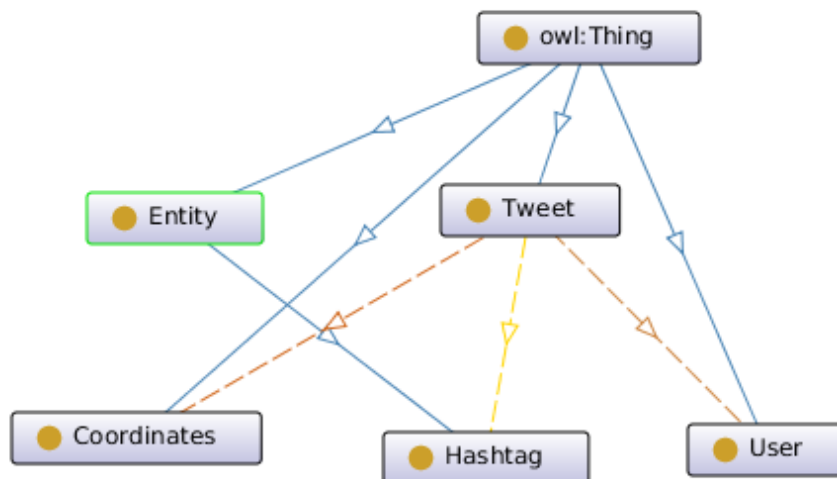 owl:Thing
Entity
Tweet
Coordinates
Hashtag
User